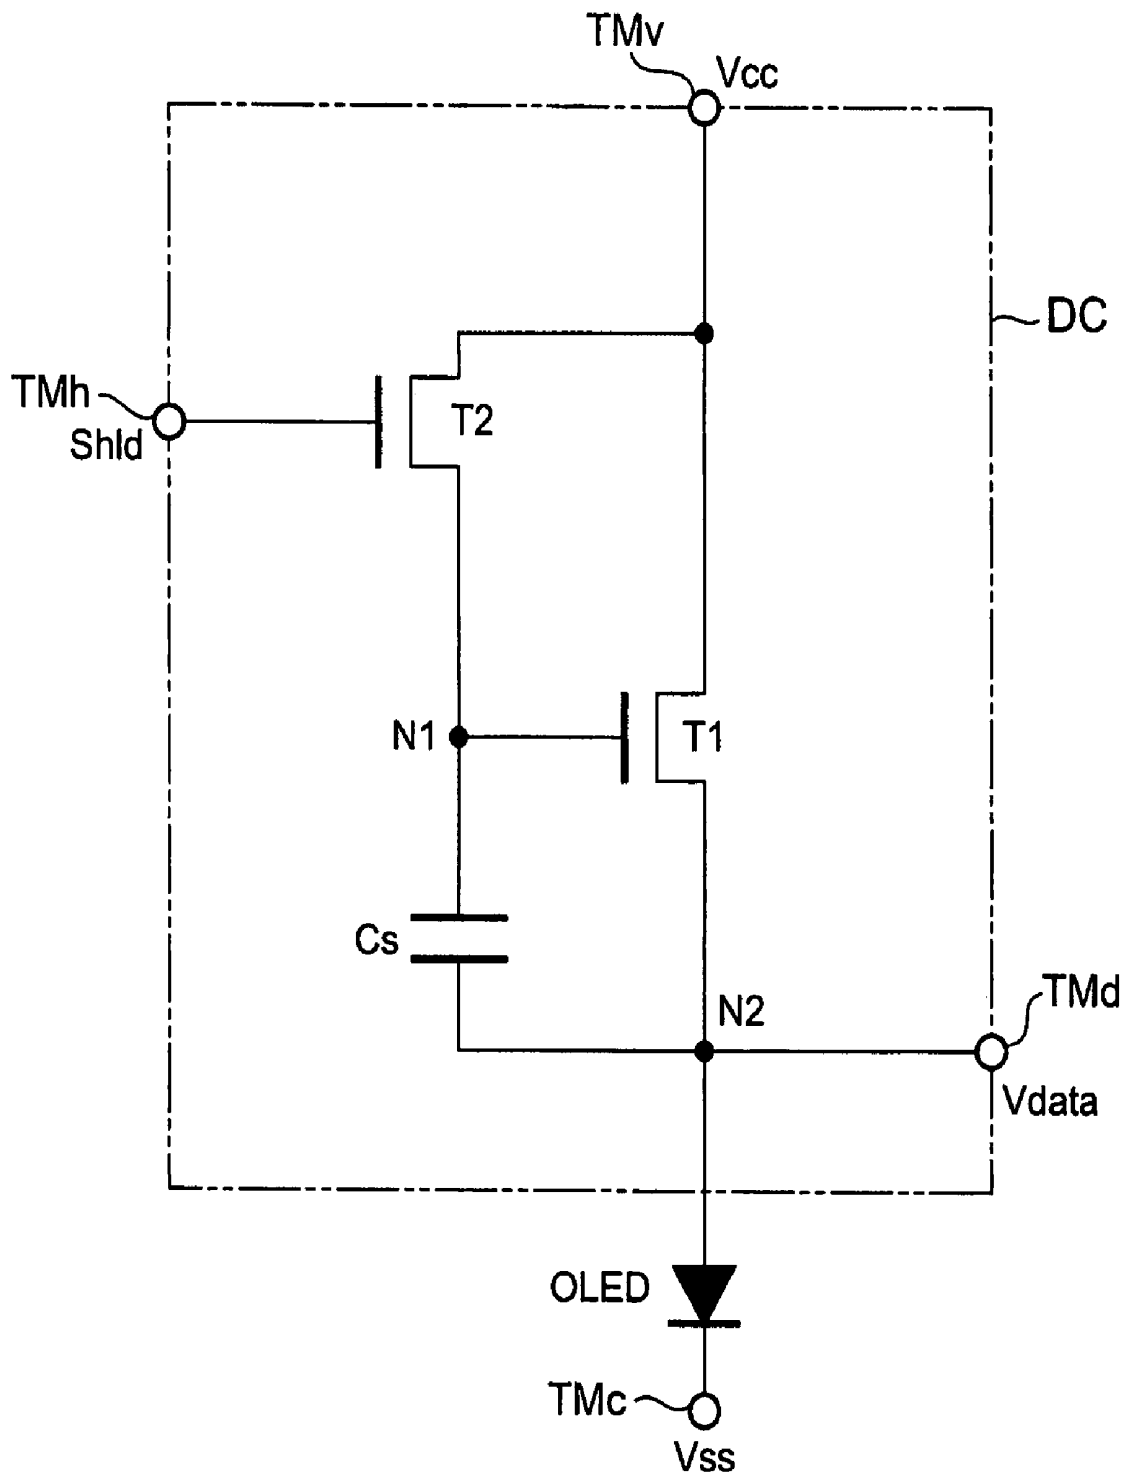 TMv
Vcc
DC
TMh
Shld
T2
N1
T1
Cs
N2
TMd
Vdata
OLED
TMc
Vss